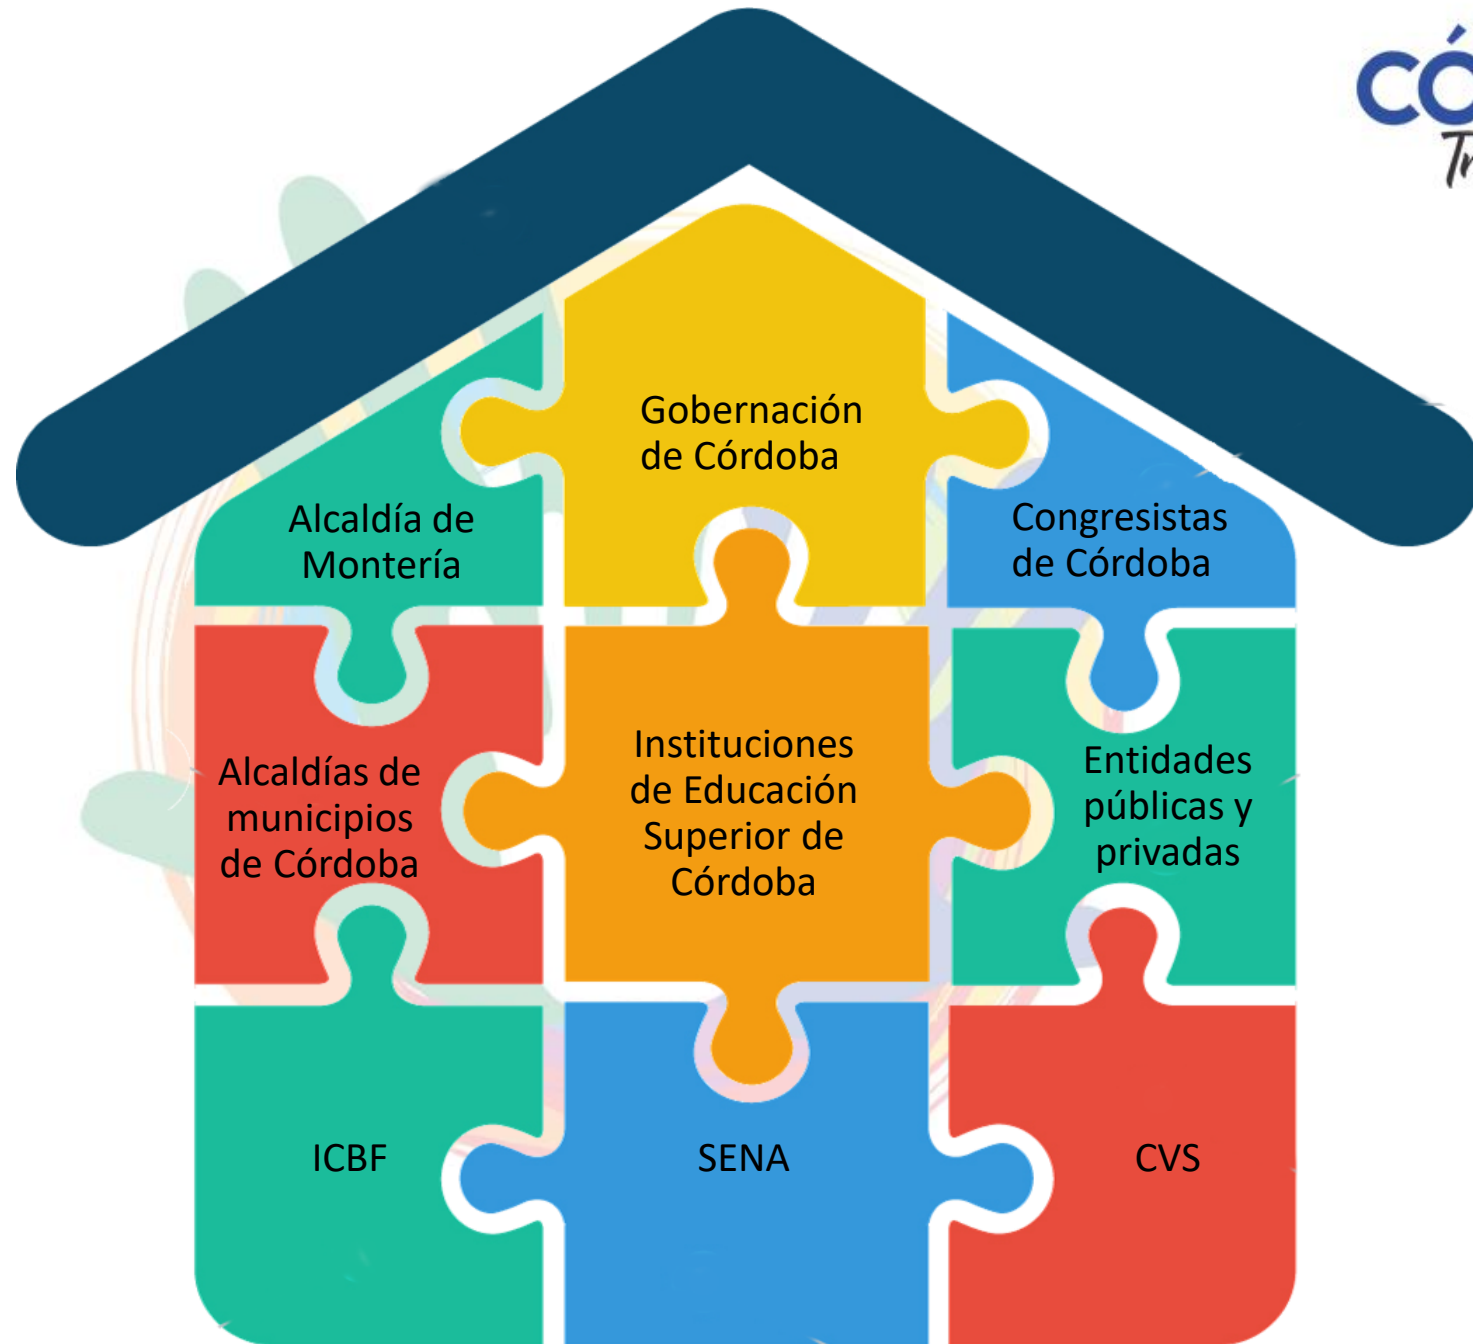 Gobernación
de Córdoba
Alcaldía de
Montería
Congresistas
de Córdoba
Alcaldías de
municipios
de Córdoba
Instituciones
de Educación
Superior de
Córdoba
Entidades
públicas y
privadas
ICBF
SENA
CVS